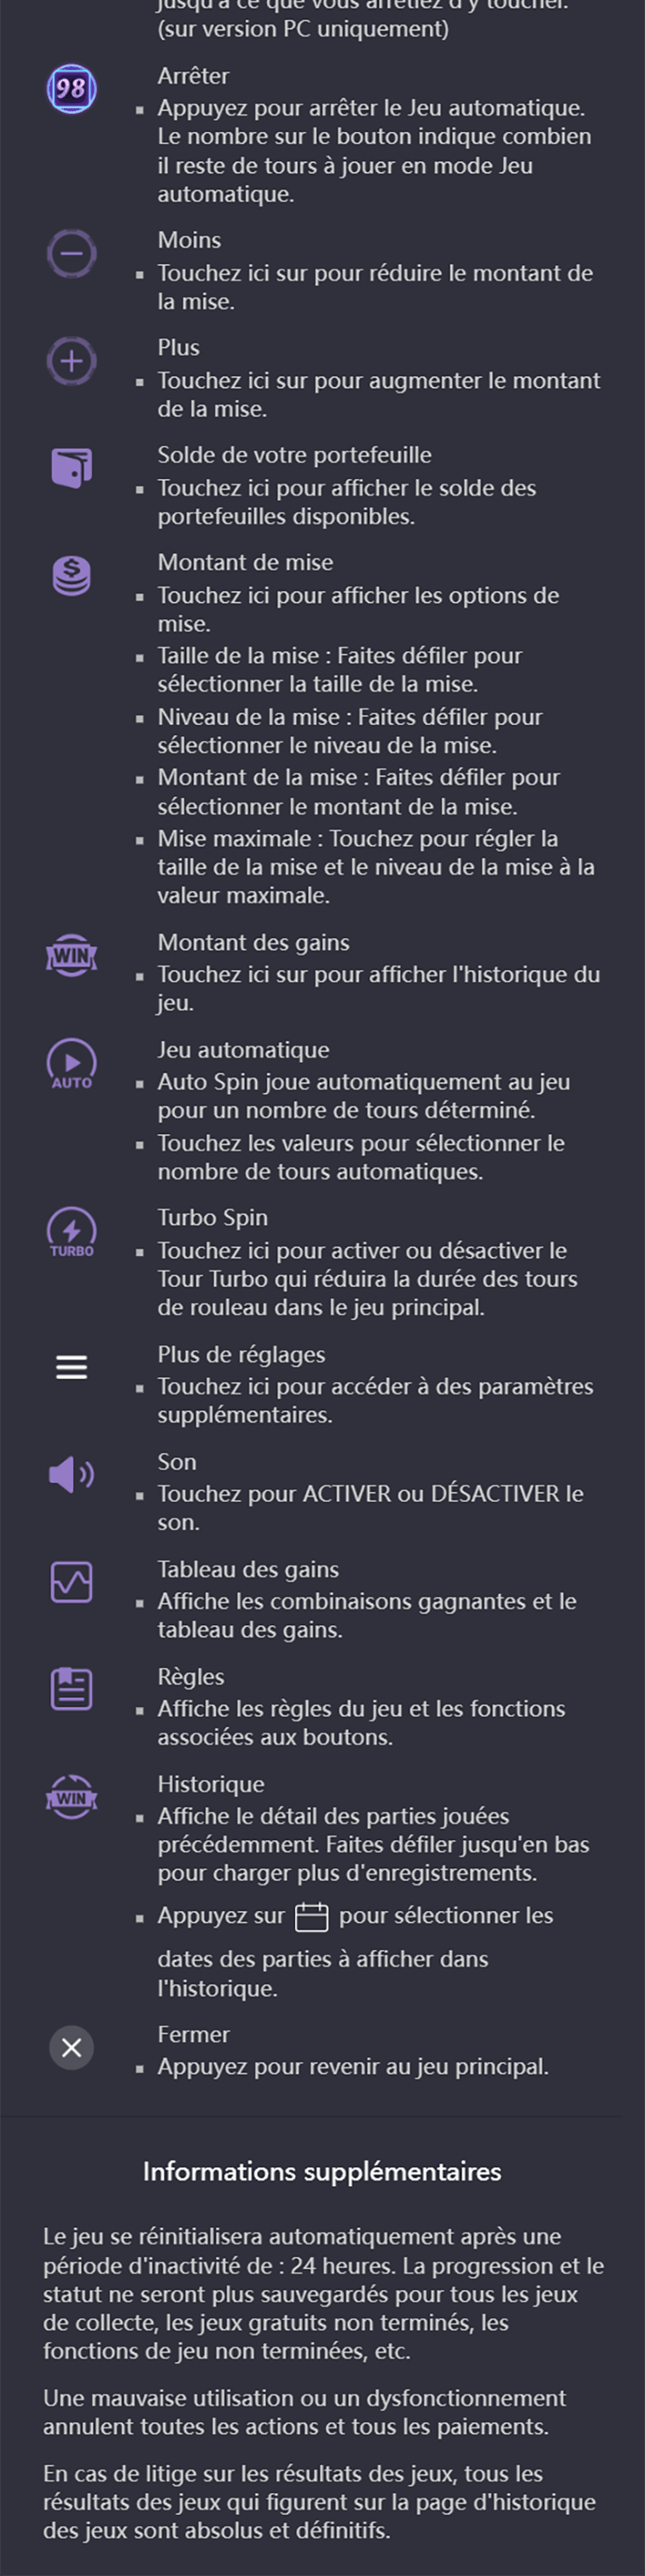 jusqu'à ce que vous arrêtiez d'y toucher.
(sur version PC uniquement)
98
Arrêter
Appuyez pour arrêter le Jeu automatique.
Le nombre sur le bouton indique combien
il reste de tours à jouer en mode Jeu
automatique.
Moins
Touchez ici sur pour réduire le montant de
la mise.
Plus
Touchez ici sur pour augmenter le montant
de la mise.
Solde de votre portefeuille
Touchez ici pour afficher le solde des
portefeuilles disponibles.
Montant de mise
Touchez ici pour afficher les options de
mise.
Taille de la mise : Faites défiler pour
sélectionner la taille de la mise.
Niveau de la mise : Faites défiler pour
sélectionner le niveau de la mise.
Montant de la mise : Faites défiler pour
sélectionner le montant de la mise.
Mise maximale : Touchez pour régler la
taille de la mise et le niveau de la mise à la
valeur maximale.
WIN
Montant des gains
Touchez ici sur pour afficher l'historique du
jeu.
AUTO
Jeu automatique
Auto Spin joue automatiquement au jeu
pour un nombre de tours déterminé.
Touchez les valeurs pour sélectionner le
nombre de tours automatiques.
TURBO
Turbo Spin
Touchez ici pour activer ou désactiver le
Tour Turbo qui réduira la durée des tours
de rouleau dans le jeu principal.
Plus de réglages
Touchez ici pour accéder à des paramètres
supplémentaires.
Son
Touchez pour ACTIVER ou DÉSACTIVER le
son.
Tableau des gains
Affiche les combinaisons gagnantes et le
tableau des gains.
Règles
Affiche les règles du jeu et les fonctions
associées aux boutons.
WIN
Historique
Affiche le détail des parties jouées
précédemment. Faites défiler jusqu'en bas
pour charger plus d'enregistrements.
Appuyez sur pour sélectionner les
dates des parties à afficher dans
l'historique.
Fermer
Appuyez pour revenir au jeu principal.
Informations supplémentaires
Le jeu se réinitialisera automatiquement après une
période d'inactivité de : 24 heures. La progression et le
statut ne seront plus sauvegardés pour tous les jeux
de collecte, les jeux gratuits non terminés, les
fonctions de jeu non terminées, etc.
Une mauvaise utilisation ou un dysfonctionnement
annulent toutes les actions et tous les paiements.
En cas de litige sur les résultats des jeux, tous les
résultats des jeux qui figurent sur la page d'historique
des jeux sont absolus et définitifs.